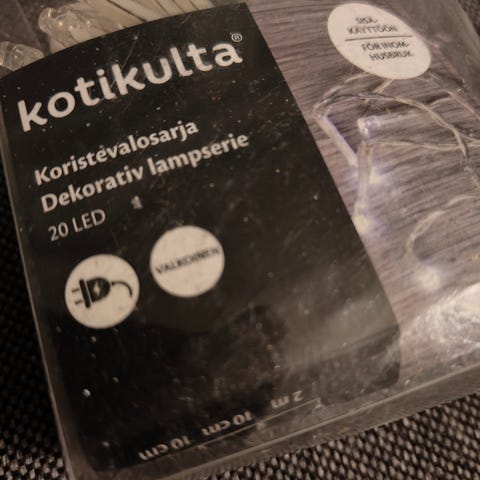 kotikulta®
SISÄ-
KÄYTTÖÖN
FÖR INOM-
HUSBRUK
Koristevalosarja
Dekorativ lampserie
20 LED
VALKOINEN
10 cm 10 cm 2 m